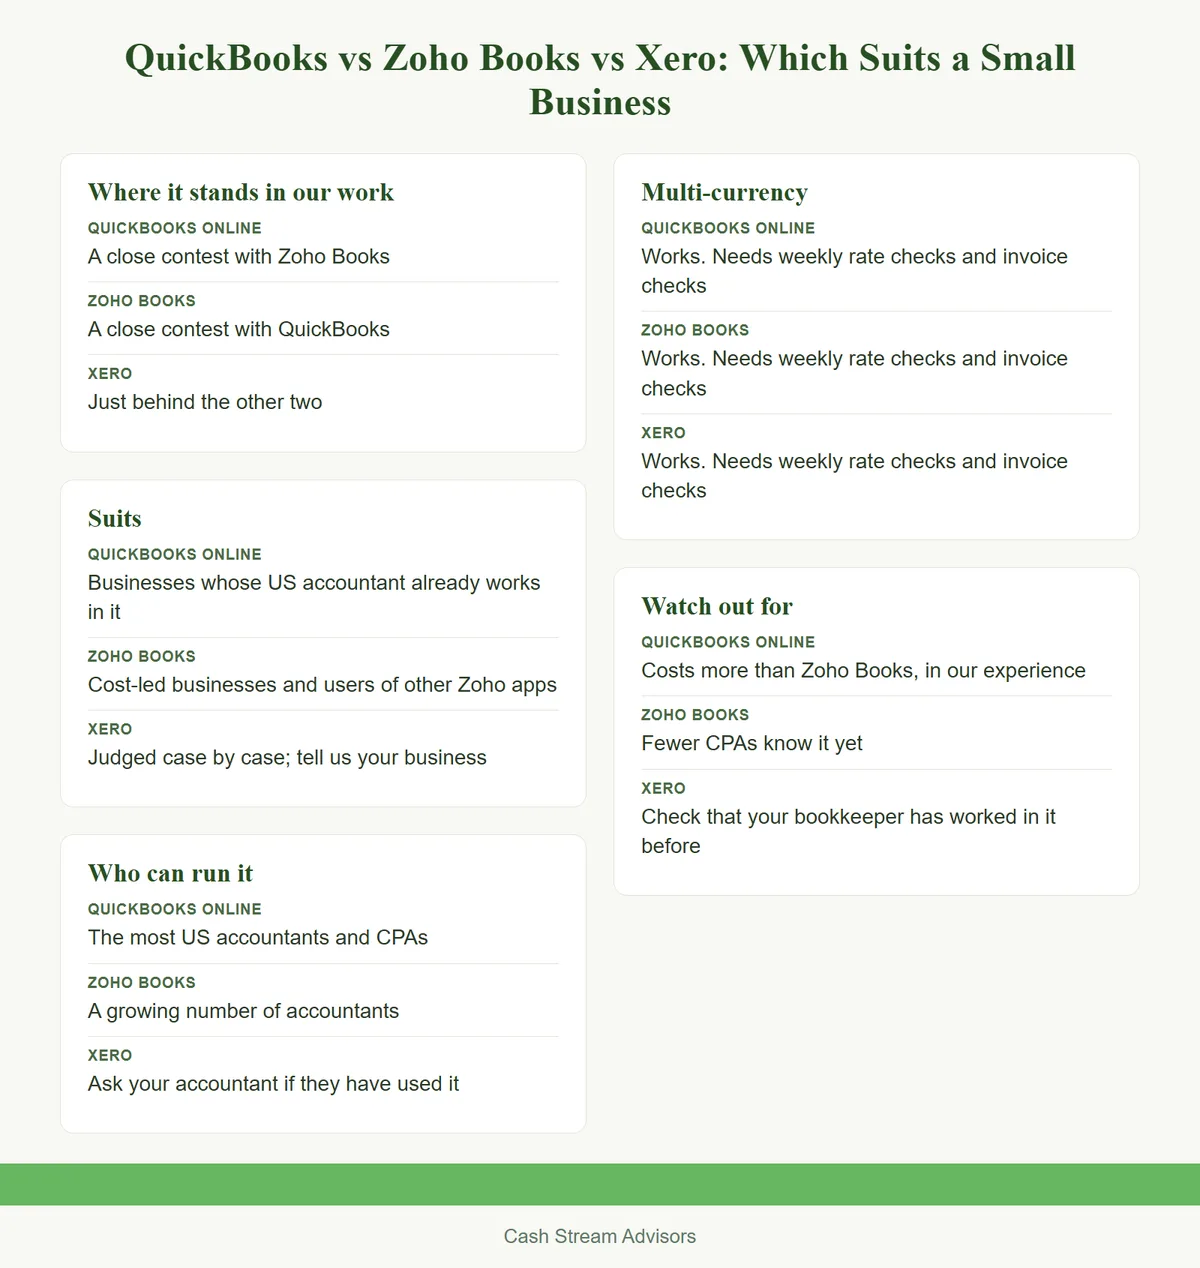 QuickBooks vs Zoho Books vs Xero: Which Suits a Small
Business
Where it stands in our work
QUICKBOOKS ONLINE
A close contest with Zoho Books
ZOHO BOOKS
A close contest with QuickBooks
XERO
Just behind the other two
Suits
QUICKBOOKS ONLINE
Businesses whose US accountant already works
in it
ZOHO BOOKS
Cost-led businesses and users of other Zoho apps
XERO
Judged case by case; tell us your business
Who can run it
QUICKBOOKS ONLINE
The most US accountants and CPAs
ZOHO BOOKS
A growing number of accountants
XERO
Ask your accountant if they have used it
Multi-currency
QUICKBOOKS ONLINE
Works. Needs weekly rate checks and invoice
checks
ZOHO BOOKS
Works. Needs weekly rate checks and invoice
checks
XERO
Works. Needs weekly rate checks and invoice
checks
Watch out for
QUICKBOOKS ONLINE
Costs more than Zoho Books, in our experience
ZOHO BOOKS
Fewer CPAs know it yet
XERO
Check that your bookkeeper has worked in it
before
Cash Stream Advisors